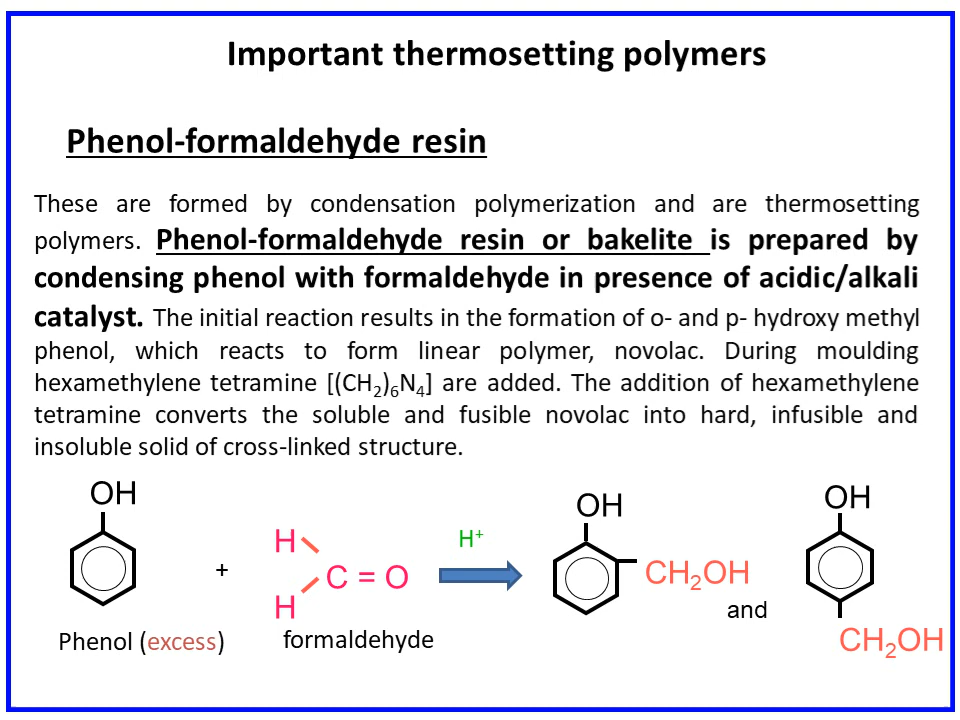 Important thermosetting polymers
Phenol-formaldehyde resin
These are formed by condensation polymerization and are thermosetting
polymers. Phenol-formaldehyde resin or bakelite is prepared by
condensing phenol with formaldehyde in presence of acidic/alkali
catalyst. The initial reaction results in the formation of o- and p- hydroxy methyl
phenol, which reacts to form linear polymer, novolac. During moulding
hexamethylene tetramine [(CH₂)₆N₄] are added. The addition of hexamethylene
tetramine converts the soluble and fusible novolac into hard, infusible and
insoluble solid of cross-linked structure.
OH
+
H
H
C = O
H⁺
OH
CH₂OH
and
OH
CH₂OH
Phenol (excess)
formaldehyde